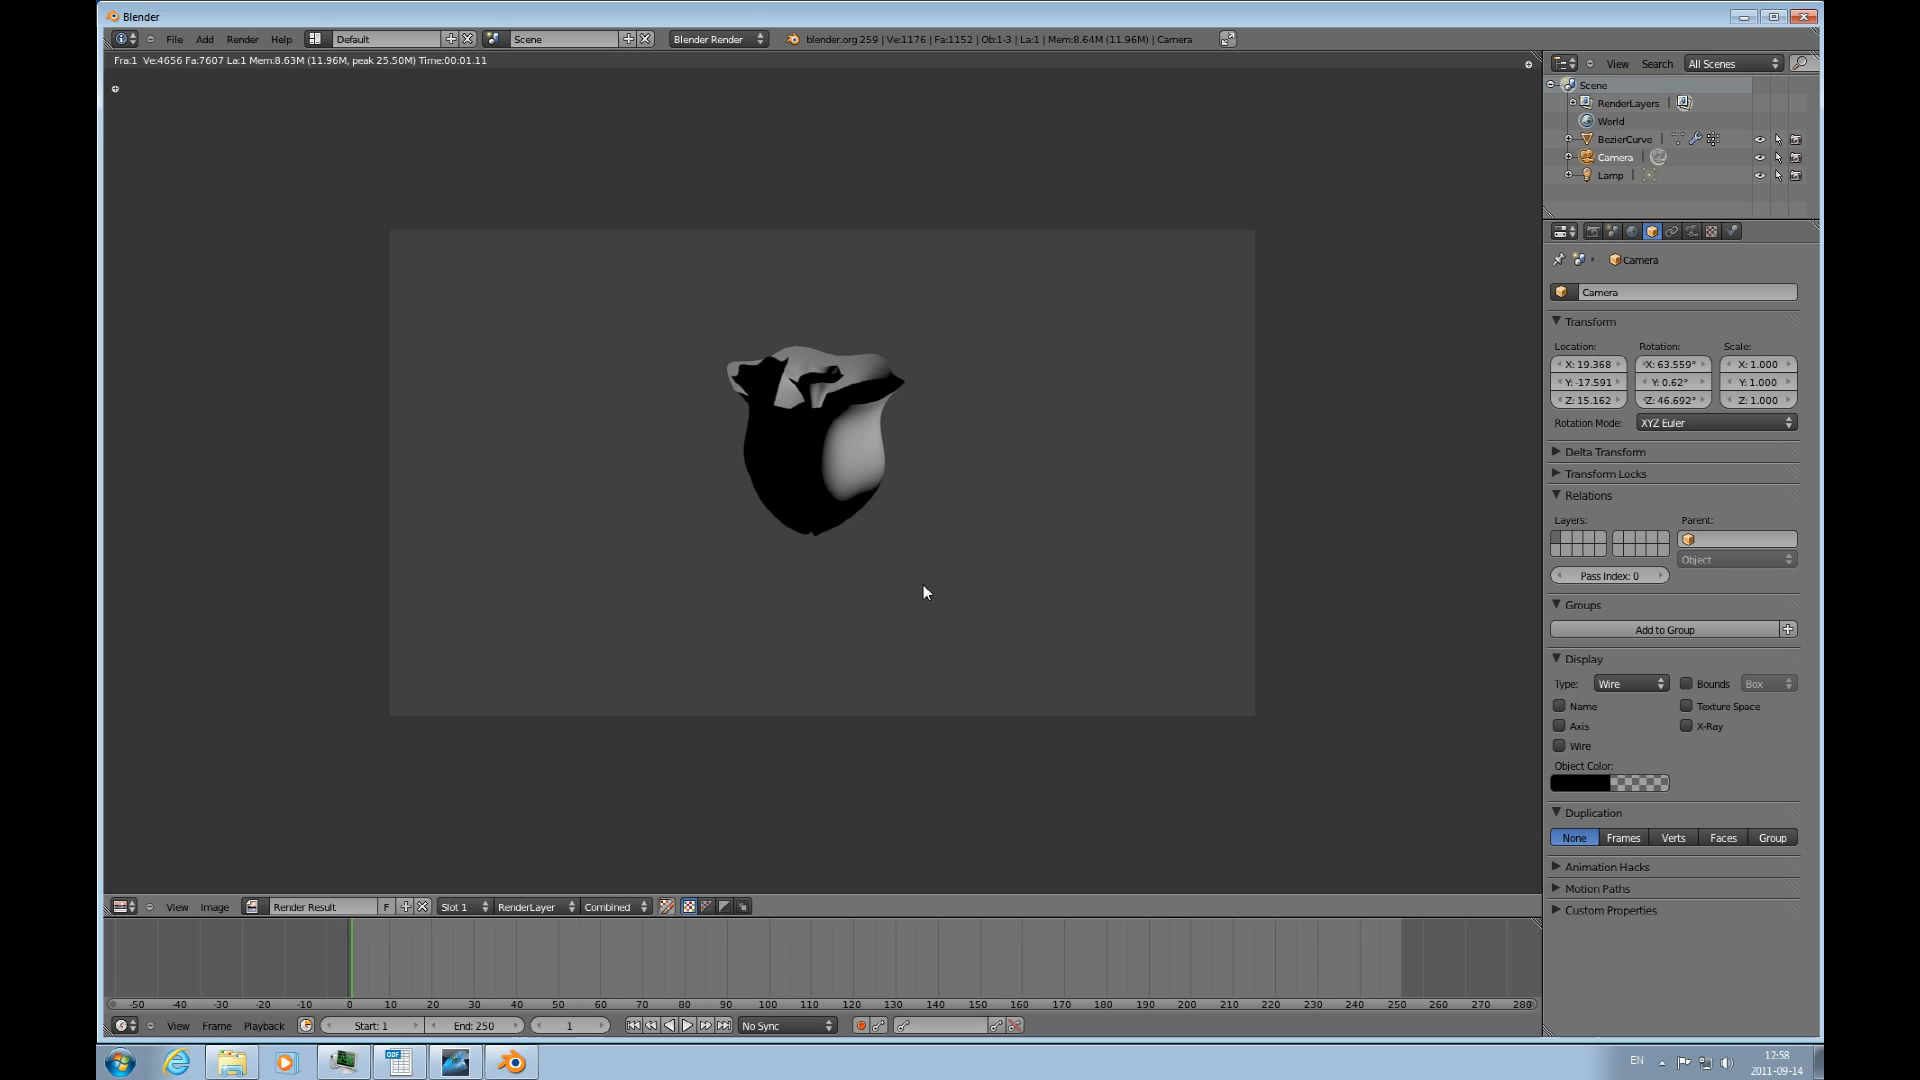 Blender
File Add Render Help Default Scene Blender Render blender.org 259 | Ve:1176 | Fa:1152 | Ob:1-3 | La:1 | Mem:8.64M (11.96M) | Camera
Fra:1 Ve:4656 Fa:7607 La:1 Mem:8.63M (11.96M, peak 25.50M) Time:00:01.11
View Search All Scenes
Scene
RenderLayers
World
BezierCurve
Camera
Lamp
Camera
Camera
Transform
Location: Rotation: Scale:
X: 19.368 X: 63.559° X: 1.000
Y: -17.591 Y: 0.62° Y: 1.000
Z: 15.162 Z: 46.692° Z: 1.000
Rotation Mode: XYZ Euler
Delta Transform
Transform Locks
Relations
Layers: Parent:
Object
Pass Index: 0
Groups
Add to Group
Display
Type: Wire Bounds Box
Name Texture Space
Axis X-Ray
Wire
Object Color:
Duplication
None Frames Verts Faces Group
Animation Hacks
Motion Paths
Custom Properties
View Image Render Result F Slot 1 RenderLayer Combined
-50 -40 -30 -20 -10 0 10 20 30 40 50 60 70 80 90 100 110 120 130 140 150 160 170 180 190 200 210 220 230 240 250 260 270 280
View Frame Playback Start: 1 End: 250 1 No Sync
ODF
EN
12:58
2011-09-14